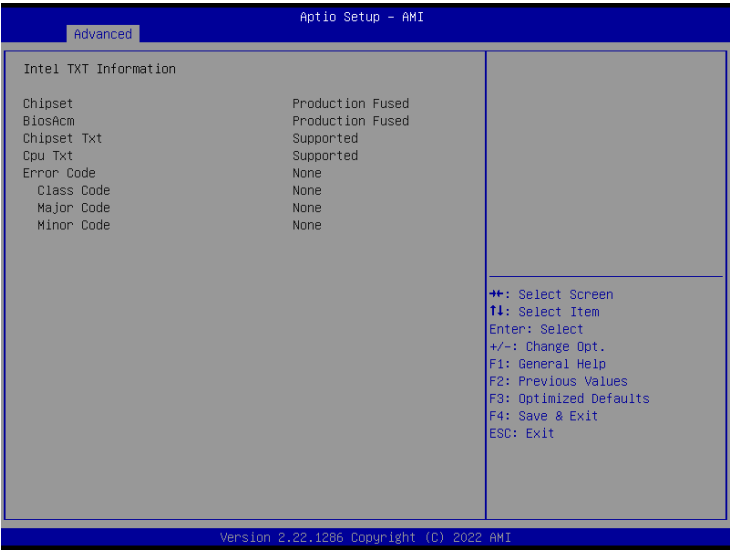 Aptio Setup - AMI
Advanced
Intel TXT Information
Chipset Production Fused
BiosAcm Production Fused
Chipset Txt Supported
Cpu Txt Supported
Error Code None
Class Code None
Major Code None
Minor Code None
→←: Select Screen
↑↓: Select Item
Enter: Select
+/-: Change Opt.
F1: General Help
F2: Previous Values
F3: Optimized Defaults
F4: Save & Exit
ESC: Exit
Version 2.22.1286 Copyright (C) 2022 AMI